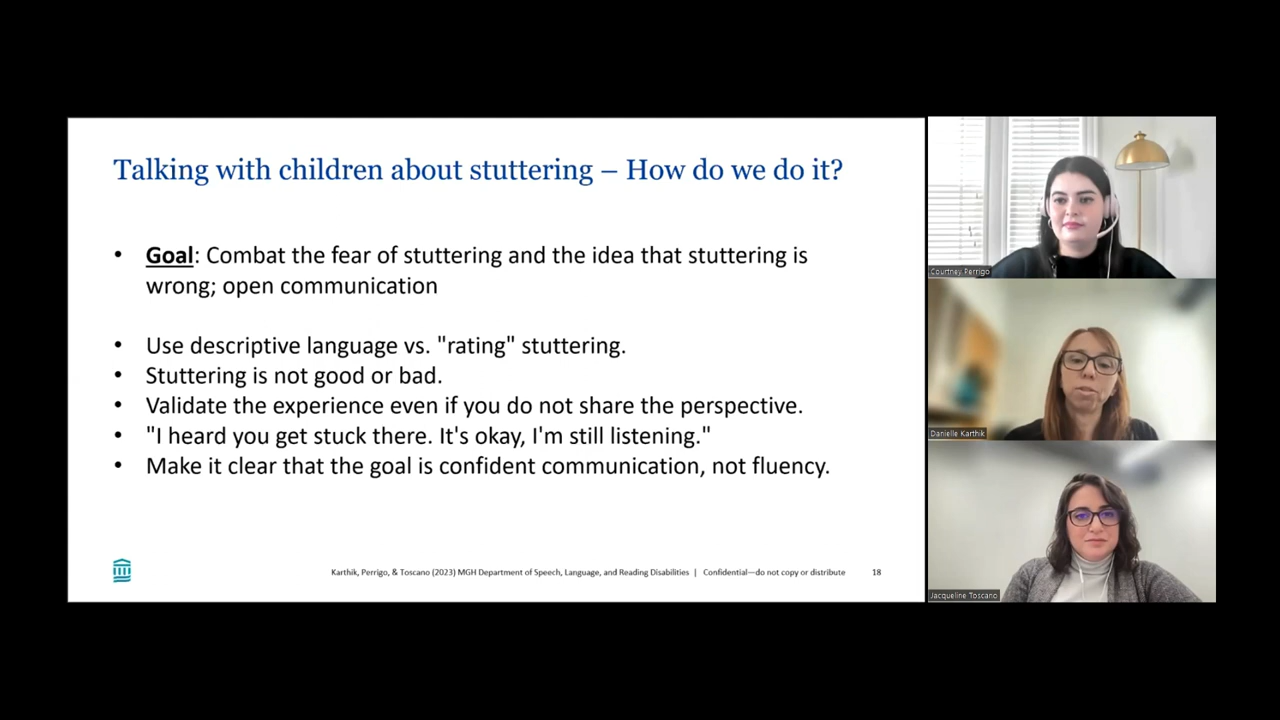 Talking with children about stuttering – How do we do it?
• Goal: Combat the fear of stuttering and the idea that stuttering is
wrong; open communication
• Use descriptive language vs. "rating" stuttering.
• Stuttering is not good or bad.
• Validate the experience even if you do not share the perspective.
• "I heard you get stuck there. It's okay, I'm still listening."
• Make it clear that the goal is confident communication, not fluency.
Karthik, Perrigo, & Toscano (2023) MGH Department of Speech, Language, and Reading Disabilities | Confidential—do not copy or distribute 18
Courtney Perrigo
Danielle Karthik
Jacqueline Toscano